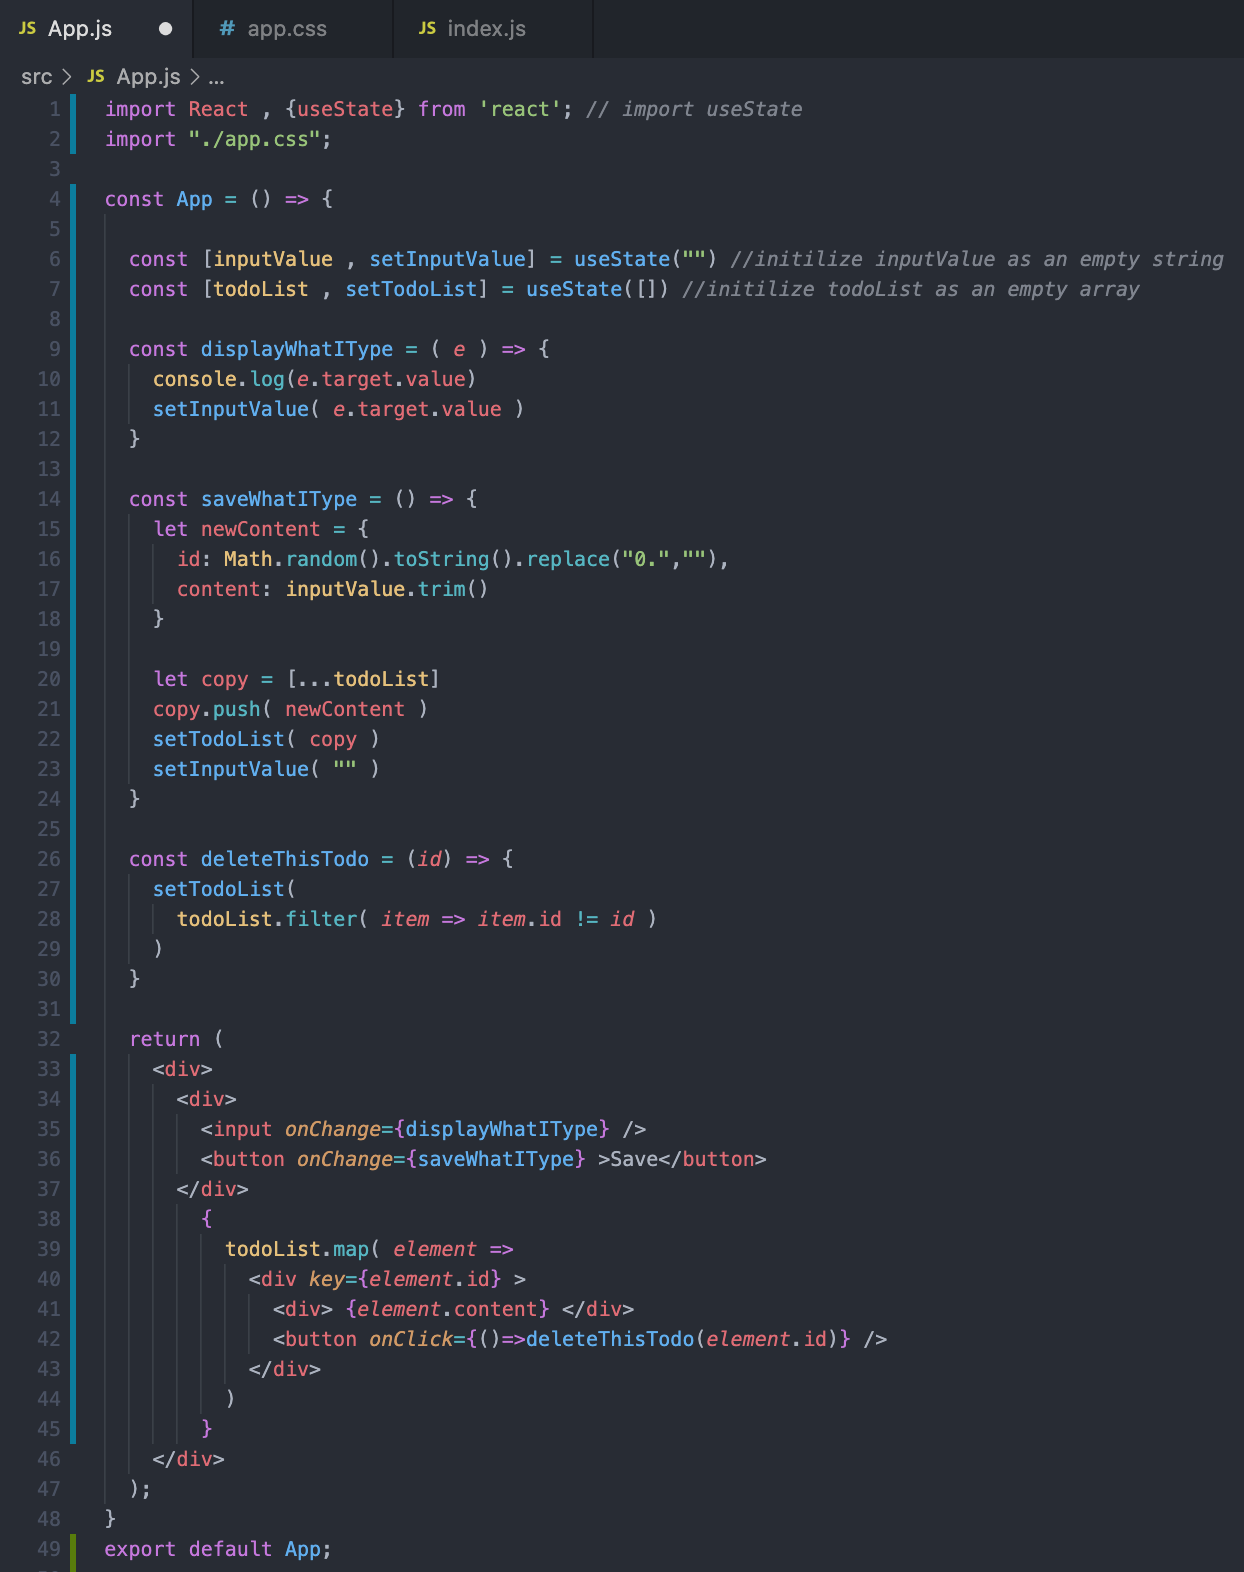 JS App.js ● # app.css JS index.js
src > JS App.js > ...
1 import React , {useState} from 'react'; // import useState
2 import "./app.css";
3
4 const App = () => {
5
6 const [inputValue , setInputValue] = useState("") //initilize inputValue as an empty string
7 const [todoList , setTodoList] = useState([]) //initilize todoList as an empty array
8
9 const displayWhatIType = ( e ) => {
10 console.log(e.target.value)
11 setInputValue( e.target.value )
12 }
13
14 const saveWhatIType = () => {
15 let newContent = {
16 id: Math.random().toString().replace("0.",""),
17 content: inputValue.trim()
18 }
19
20 let copy = [...todoList]
21 copy.push( newContent )
22 setTodoList( copy )
23 setInputValue( "" )
24 }
25
26 const deleteThisTodo = (id) => {
27 setTodoList(
28 todoList.filter( item => item.id != id )
29 )
30 }
31
32 return (
33 <div>
34 <div>
35 <input onChange={displayWhatIType} />
36 <button onChange={saveWhatIType} >Save</button>
37 </div>
38 {
39 todoList.map( element =>
40 <div key={element.id} >
41 <div> {element.content} </div>
42 <button onClick={()=>deleteThisTodo(element.id)} />
43 </div>
44 )
45 }
46 </div>
47 );
48 }
49 export default App;